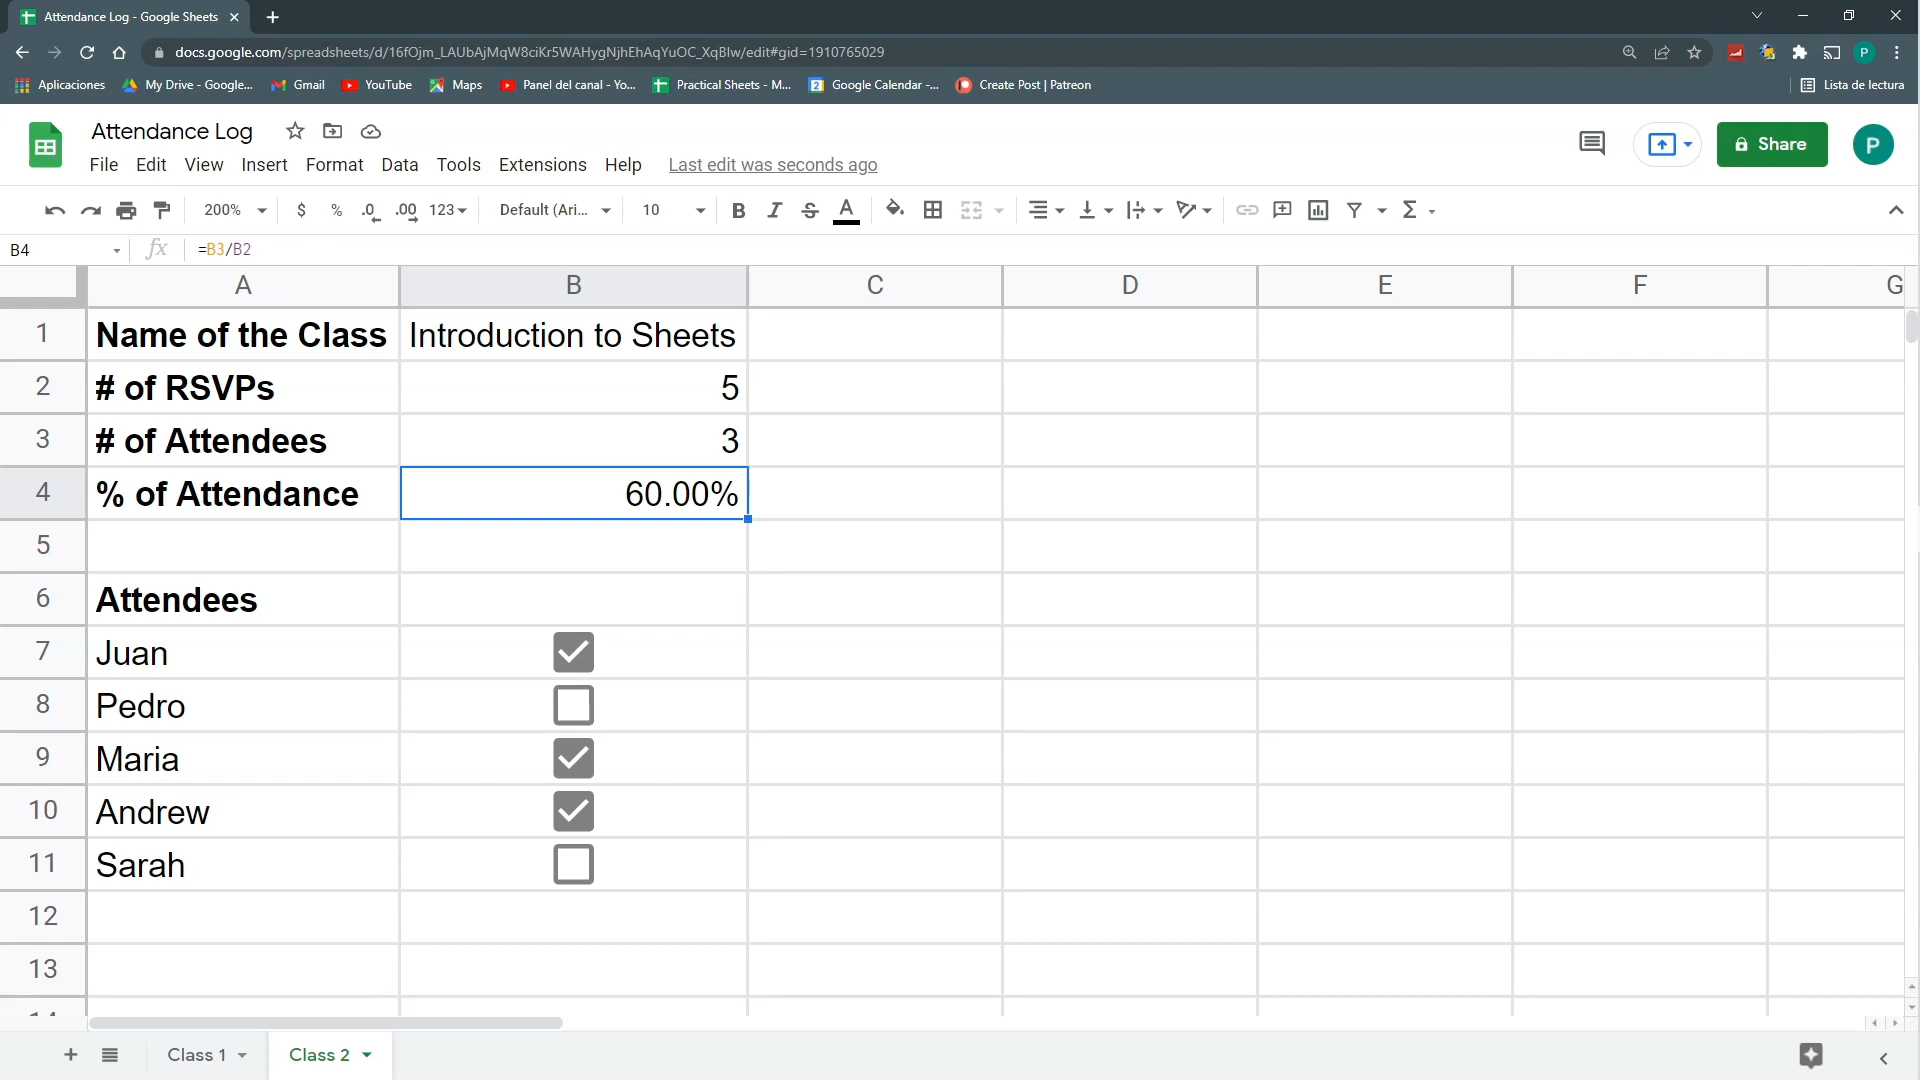 Attendance Log - Google Sheets
docs.google.com/spreadsheets/d/16fOjm_LAUbAjMqW8ciKr5WAHygNjhEhAqYuOC_XqBlw/edit#gid=1910765029
Aplicaciones My Drive - Google... Gmail YouTube Maps Panel del canal - Yo... Practical Sheets - M... 2 Google Calendar -... Create Post | Patreon Lista de lectura
Attendance Log
File Edit View Insert Format Data Tools Extensions Help Last edit was seconds ago Share P
200% $ % .0 .00 123 Default (Ari... 10 B I S A Σ
B4 fx =B3/B2
A B C D E F G
1 Name of the Class Introduction to Sheets
2 # of RSVPs 5
3 # of Attendees 3
4 % of Attendance 60.00%
5
6 Attendees
7 Juan
8 Pedro
9 Maria
10 Andrew
11 Sarah
12
13
+ Class 1 Class 2